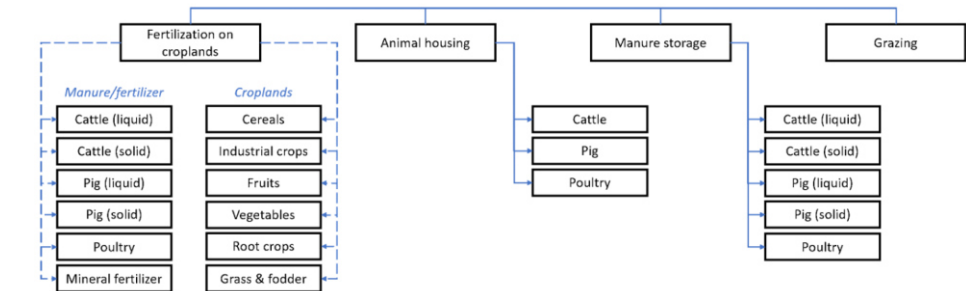 Fertilization on
croplands
Animal housing
Manure storage
Grazing
Manure/fertilizer
Cattle (liquid)
Cattle (solid)
Pig (liquid)
Pig (solid)
Poultry
Mineral fertilizer
Croplands
Cereals
Industrial crops
Fruits
Vegetables
Root crops
Grass & fodder
Cattle
Pig
Poultry
Cattle (liquid)
Cattle (solid)
Pig (liquid)
Pig (solid)
Poultry